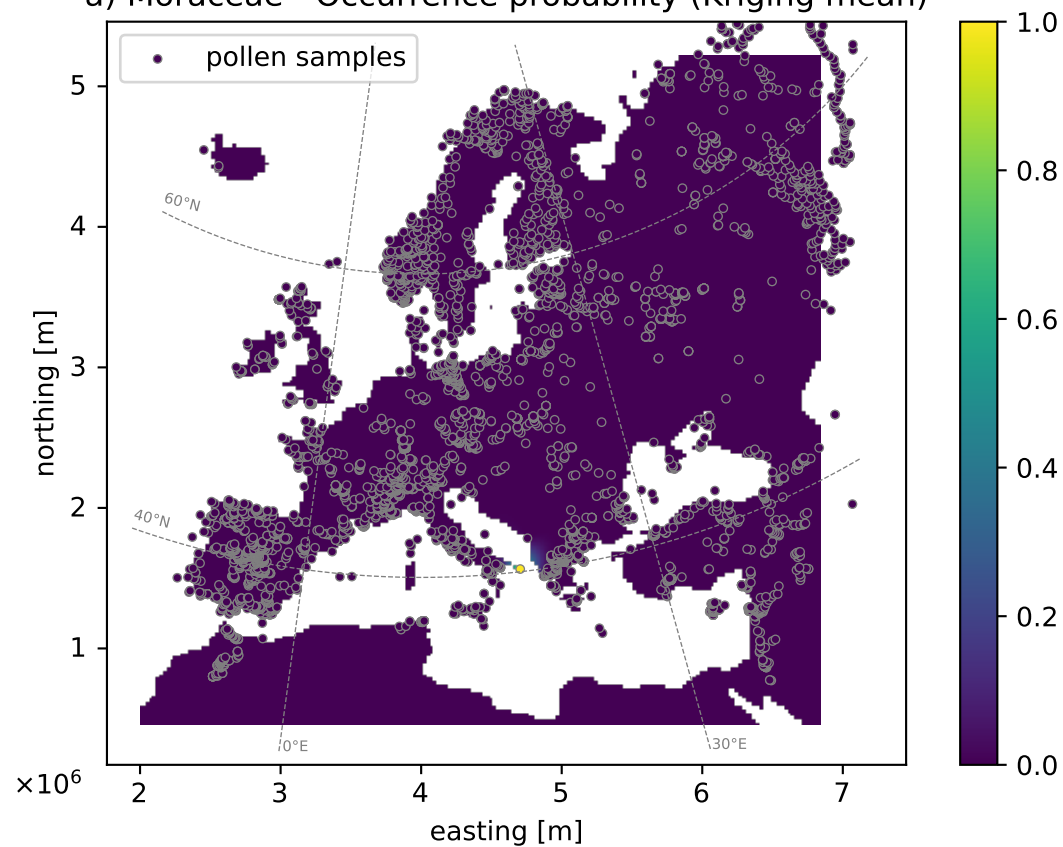 a) Moraceae - Occurrence probability (Kriging mean)
pollen samples
60°N
40°N
0°E
30°E
5
4
3
2
1
×10⁶
2
3
4
5
6
7
easting [m]
northing [m]
1.0
0.8
0.6
0.4
0.2
0.0